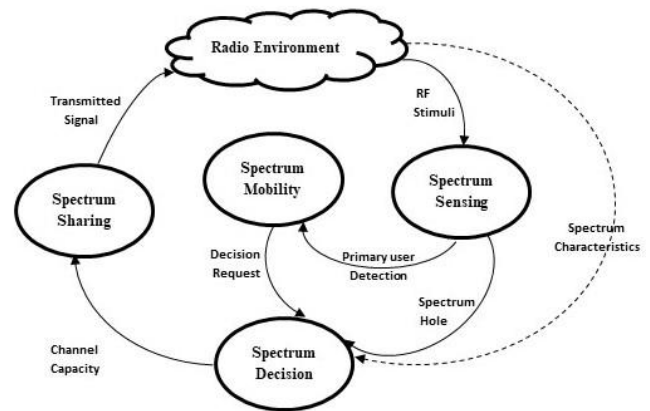 Radio Environment
Transmitted
Signal
RF
Stimuli
Spectrum
Mobility
Spectrum
Sensing
Spectrum
Sharing
Spectrum
Characteristics
Decision
Request
Primary user
Detection
Spectrum
Hole
Channel
Capacity
Spectrum
Decision